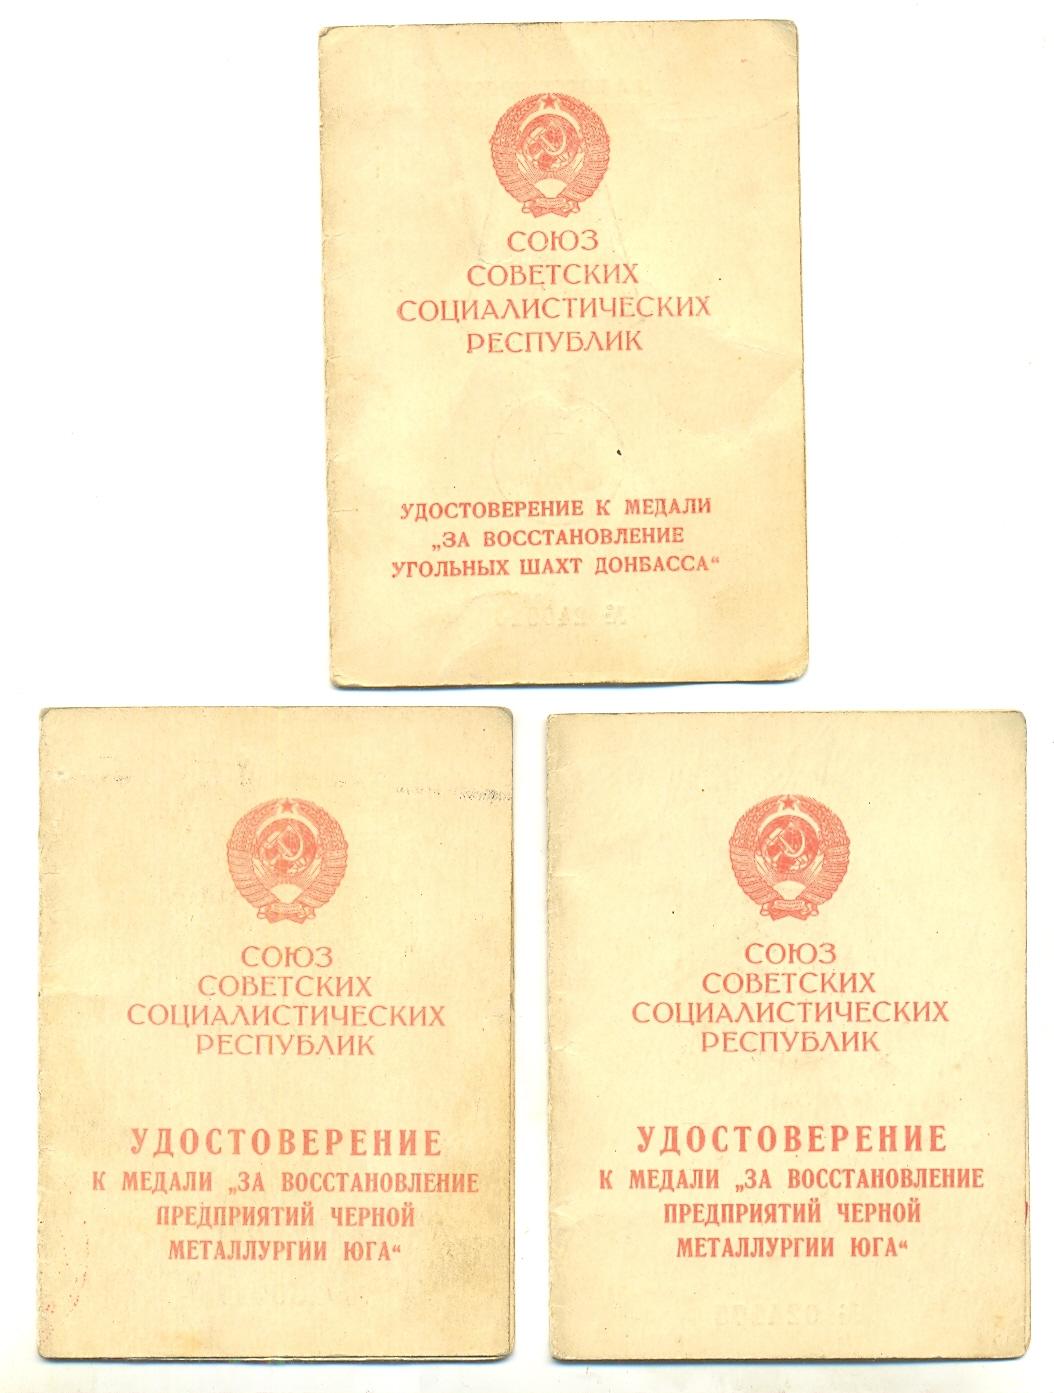 СОЮЗ
СОВЕТСКИХ
СОЦИАЛИСТИЧЕСКИХ
РЕСПУБЛИК
УДОСТОВЕРЕНИЕ К МЕДАЛИ
„ЗА ВОССТАНОВЛЕНИЕ
УГОЛЬНЫХ ШАХТ ДОНБАССА“
СОЮЗ
СОВЕТСКИХ
СОЦИАЛИСТИЧЕСКИХ
РЕСПУБЛИК
УДОСТОВЕРЕНИЕ
К МЕДАЛИ „ЗА ВОССТАНОВЛЕНИЕ
ПРЕДПРИЯТИЙ ЧЕРНОЙ
МЕТАЛЛУРГИИ ЮГА“
СОЮЗ
СОВЕТСКИХ
СОЦИАЛИСТИЧЕСКИХ
РЕСПУБЛИК
УДОСТОВЕРЕНИЕ
К МЕДАЛИ „ЗА ВОССТАНОВЛЕНИЕ
ПРЕДПРИЯТИЙ ЧЕРНОЙ
МЕТАЛЛУРГИИ ЮГА“